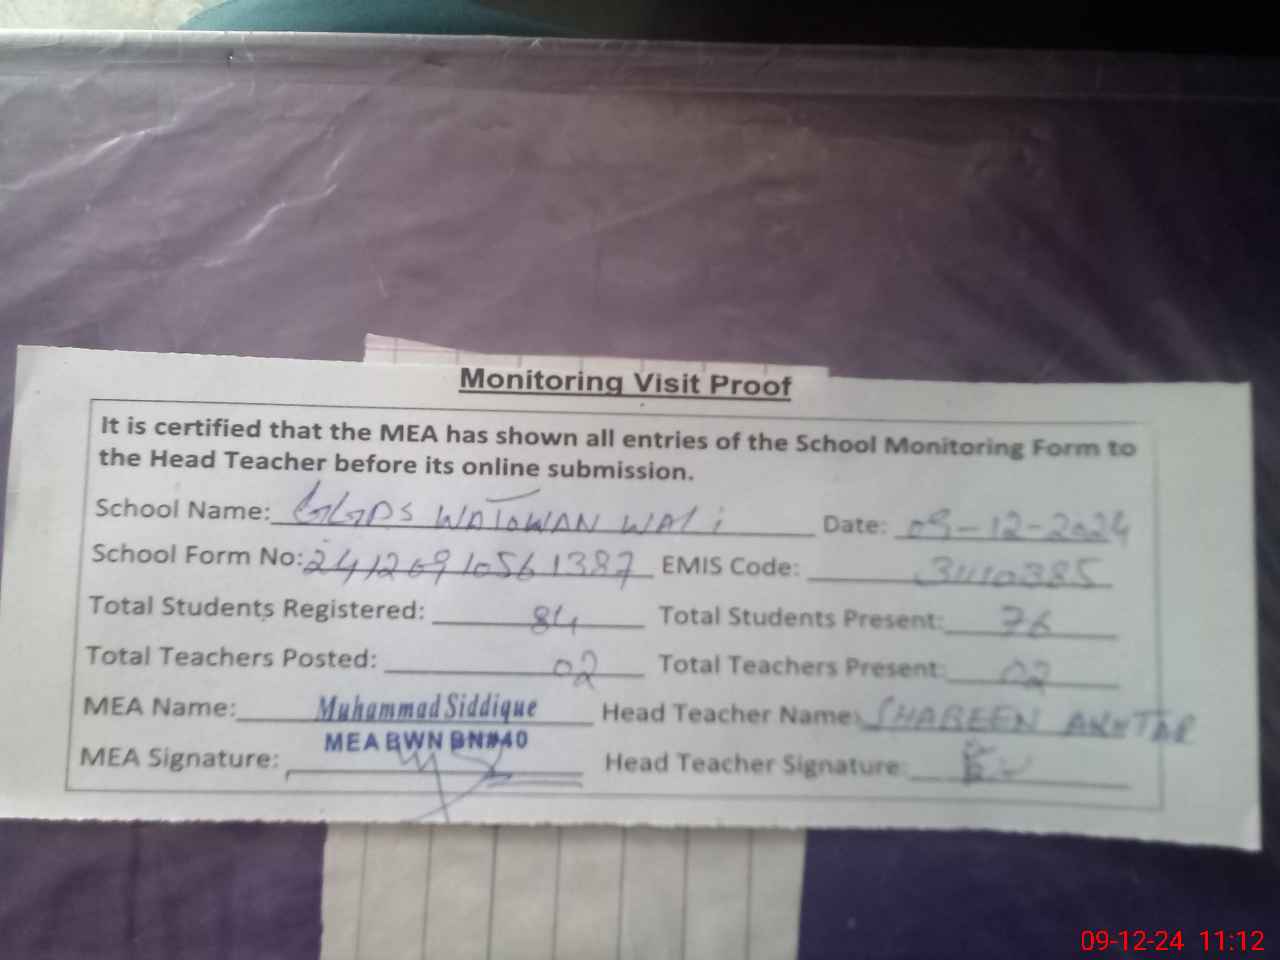 Monitoring Visit Proof
It is certified that the MEA has shown all entries of the School Monitoring Form to
the Head Teacher before its online submission.
School Name: GGPS WATOWAN WALI Date: 09-12-2024
School Form No: 24120910561387 EMIS Code: 31110385
Total Students Registered: 84 Total Students Present: 76
Total Teachers Posted: 02 Total Teachers Present: 02
MEA Name: Muhammad Siddique Head Teacher Name: SHAREEN AKHTAR
MEA BWN BN#40
MEA Signature: Head Teacher Signature:
09-12-24 11:12